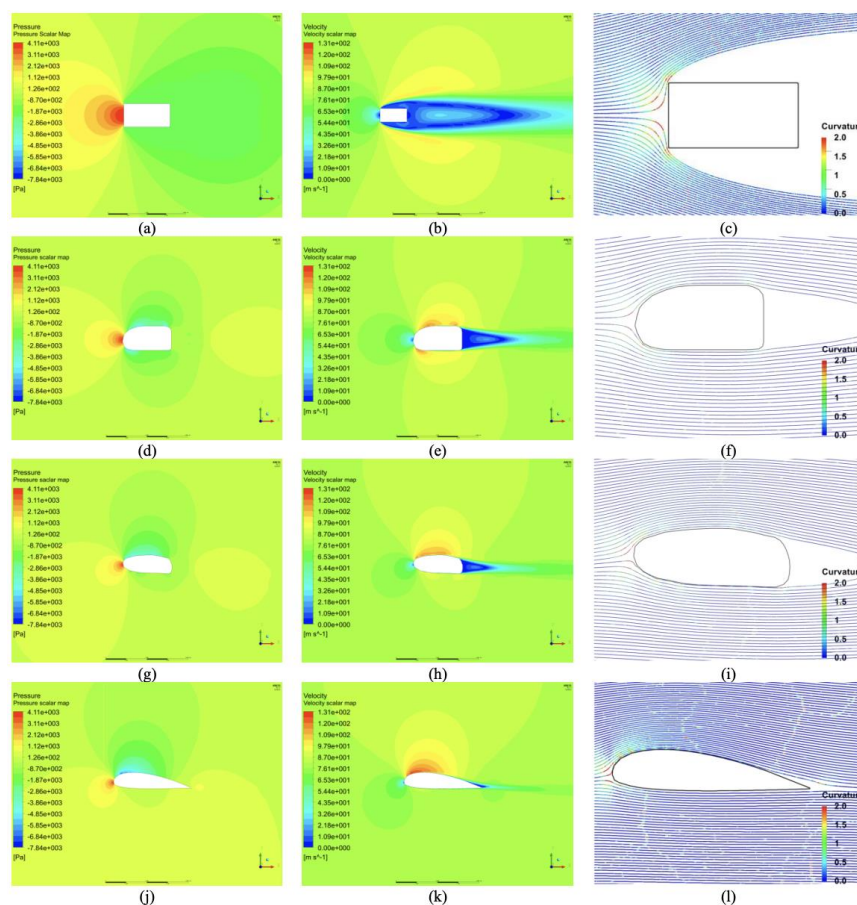 Pressure
Pressure Scalar Map
4.11e+003
3.11e+003
2.12e+003
1.12e+003
1.26e+002
-8.70e+002
-1.87e+003
-2.86e+003
-3.86e+003
-4.85e+003
-5.85e+003
-6.84e+003
-7.84e+003
[Pa]
(a)
Velocity
Velocity scalar map
1.31e+002
1.20e+002
1.09e+002
9.79e+001
8.70e+001
7.61e+001
6.53e+001
5.44e+001
4.35e+001
3.26e+001
2.18e+001
1.09e+001
0.00e+000
[m s^-1]
(b)
Curvatur
2.0
1.5
1
0.5
0.0
(c)
Pressure
Pressure scalar map
4.11e+003
3.11e+003
2.12e+003
1.12e+003
1.26e+002
-8.70e+002
-1.87e+003
-2.86e+003
-3.86e+003
-4.85e+003
-5.85e+003
-6.84e+003
-7.84e+003
[Pa]
(d)
Velocity
Velocity scalar map
1.31e+002
1.20e+002
1.09e+002
9.79e+001
8.70e+001
7.61e+001
6.53e+001
5.44e+001
4.35e+001
3.26e+001
2.18e+001
1.09e+001
0.00e+000
[m s^-1]
(e)
Curvatur
2.0
1.5
1
0.5
0.0
(f)
Pressure
Pressure saclar map
4.11e+003
3.11e+003
2.12e+003
1.12e+003
1.26e+002
-8.70e+002
-1.87e+003
-2.86e+003
-3.86e+003
-4.85e+003
-5.85e+003
-6.84e+003
-7.84e+003
[Pa]
(g)
Velocity
Velocity scalar map
1.31e+002
1.20e+002
1.09e+002
9.79e+001
8.70e+001
7.61e+001
6.53e+001
5.44e+001
4.35e+001
3.26e+001
2.18e+001
1.09e+001
0.00e+000
[m s^-1]
(h)
Curvatur
2.0
1.5
1
0.5
0.0
(i)
Pressure
Pressure scalar map
4.11e+003
3.11e+003
2.12e+003
1.12e+003
1.26e+002
-8.70e+002
-1.87e+003
-2.86e+003
-3.86e+003
-4.85e+003
-5.85e+003
-6.84e+003
-7.84e+003
[Pa]
(j)
Velocity
Velocity scalar map
1.31e+002
1.20e+002
1.09e+002
9.79e+001
8.70e+001
7.61e+001
6.53e+001
5.44e+001
4.35e+001
3.26e+001
2.18e+001
1.09e+001
0.00e+000
[m s^-1]
(k)
Curvatur
2.0
1.5
1
0.5
0.0
(l)